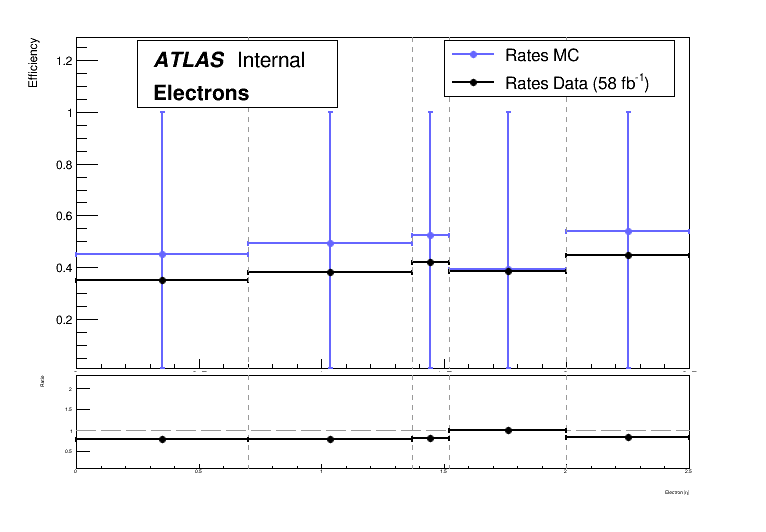 Efficiency
ATLAS Internal
Electrons
Rates MC
Rates Data (58 fb⁻¹)
1.2
1
0.8
0.6
0.4
0.2
Ratio
2
1.5
1
0.5
0 0.5 1 1.5 2 2.5
Electron |η|